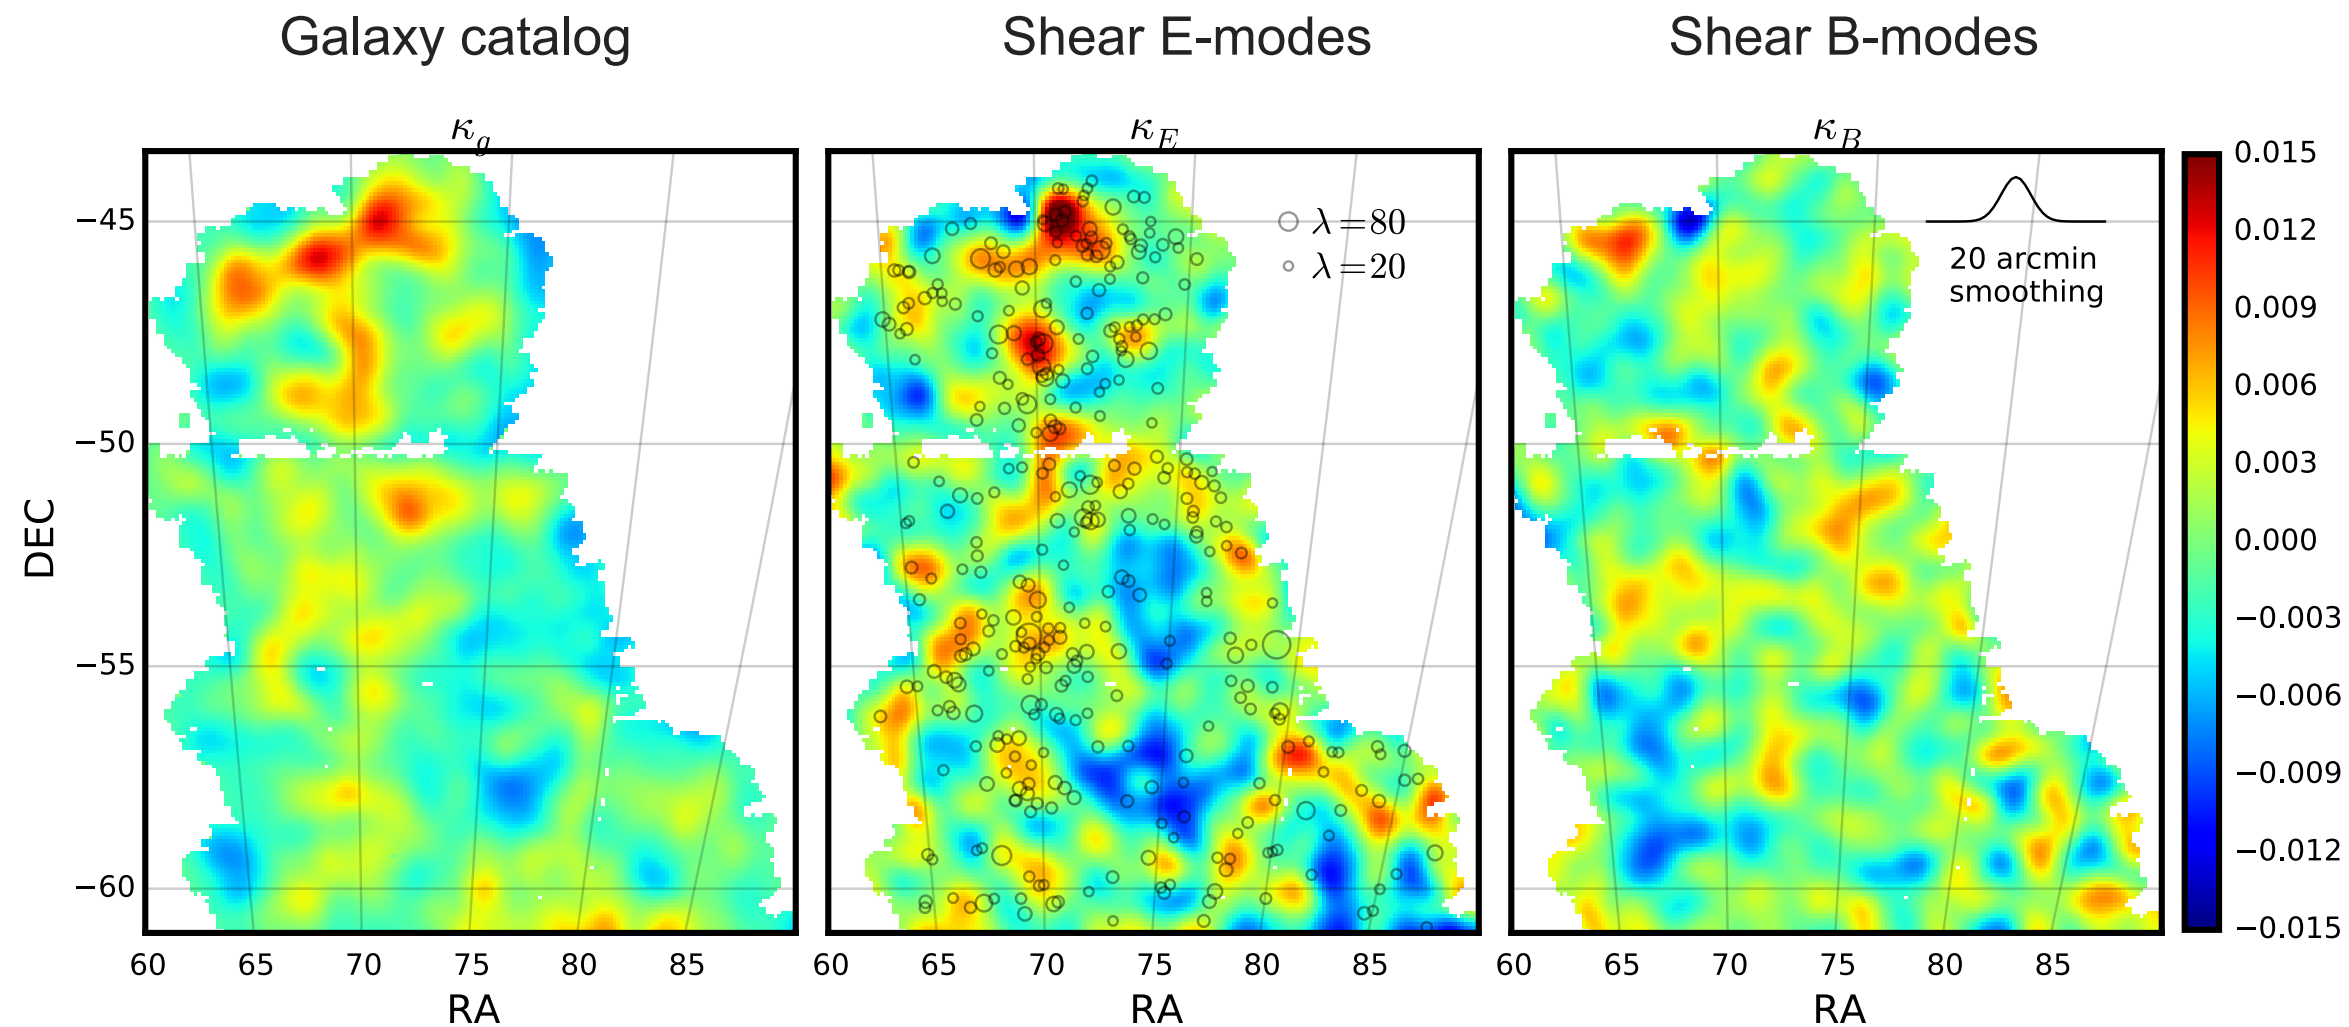 Galaxy catalog
Shear E-modes
Shear B-modes
κg
κE
κB
λ=80
λ=20
20 arcmin
smoothing
0.015
0.012
0.009
0.006
0.003
0.000
−0.003
−0.006
−0.009
−0.012
−0.015
DEC
−45
−50
−55
−60
60 65 70 75 80 85
60 65 70 75 80 85
60 65 70 75 80 85
RA
RA
RA